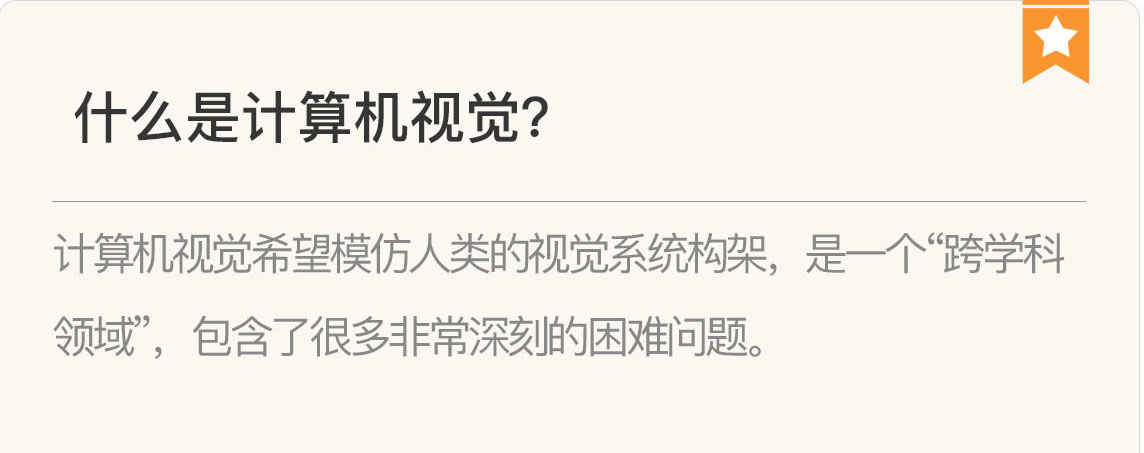 什么是计算机视觉？
计算机视觉希望模仿人类的视觉系统构架，是一个“跨学科
领域”，包含了很多非常深刻的困难问题。